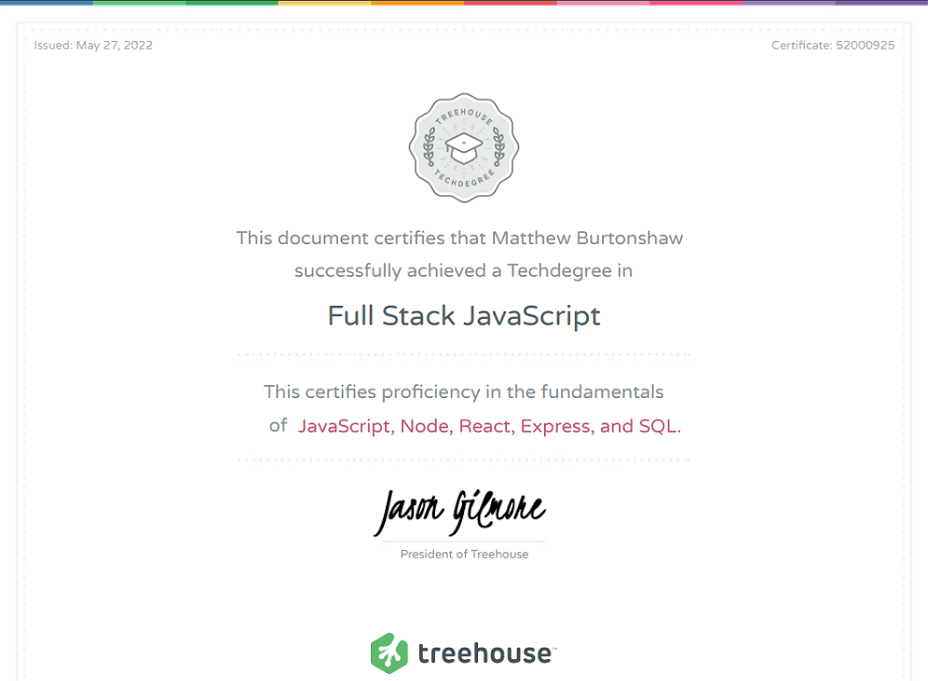 Issued: May 27, 2022
Certificate: 52000925
TREEHOUSE
TECHDEGREE
This document certifies that Matthew Burtonshaw
successfully achieved a Techdegree in
Full Stack JavaScript
This certifies proficiency in the fundamentals
of JavaScript, Node, React, Express, and SQL.
Jason Gilmore
President of Treehouse
treehouse™